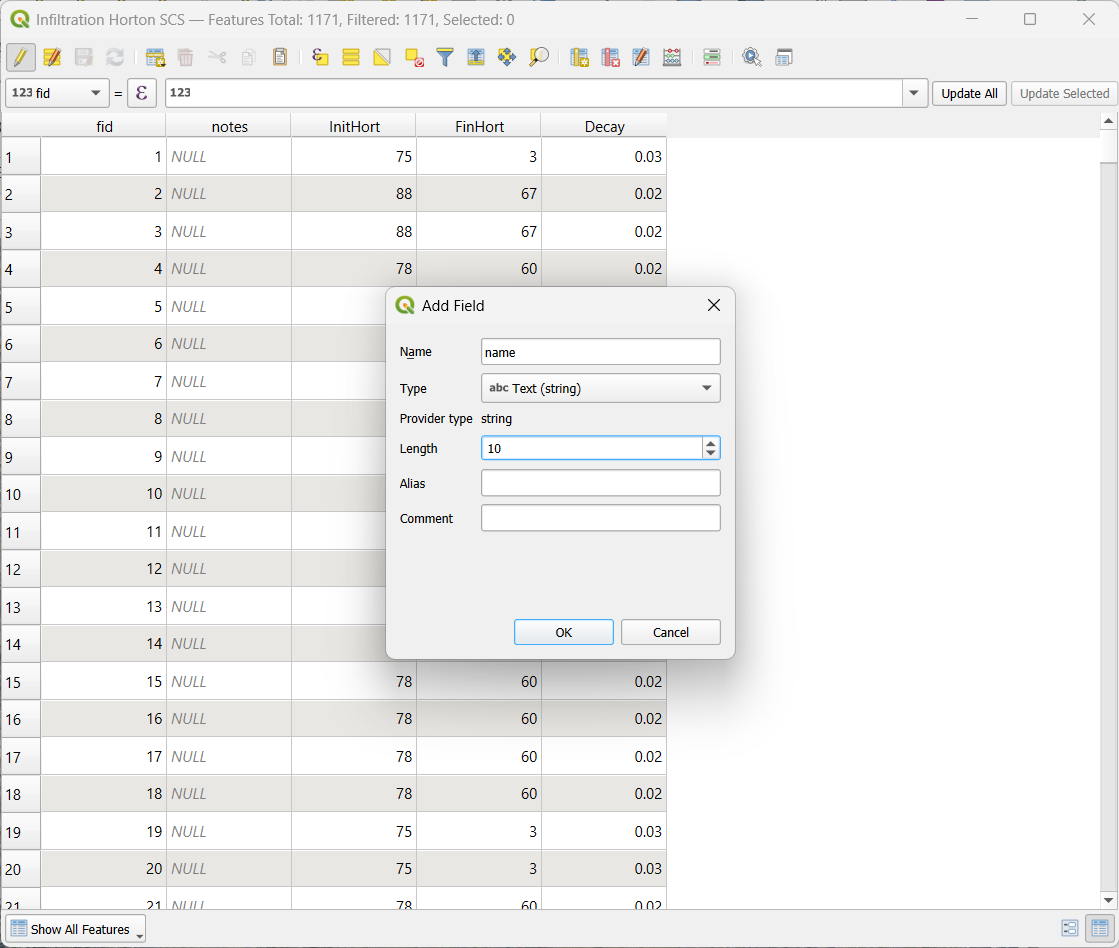 Infiltration Horton SCS — Features Total: 1171, Filtered: 1171, Selected: 0
123 fid = ε 123 Update All Update Selected
fid notes InitHort FinHort Decay
1 1 NULL 75 3 0.03
2 2 NULL 88 67 0.02
3 3 NULL 88 67 0.02
4 4 NULL 78 60 0.02
5 5 NULL
6 6 NULL
7 7 NULL
8 8 NULL
9 9 NULL
10 10 NULL
11 11 NULL
12 12 NULL
13 13 NULL
14 14 NULL
15 15 NULL 78 60 0.02
16 16 NULL 78 60 0.02
17 17 NULL 78 60 0.02
18 18 NULL 78 60 0.02
19 19 NULL 75 3 0.03
20 20 NULL 75 3 0.03
21 21 NULL 78 60 0.02
Add Field
Name name
Type abc Text (string)
Provider type string
Length 10
Alias
Comment
OK Cancel
Show All Features